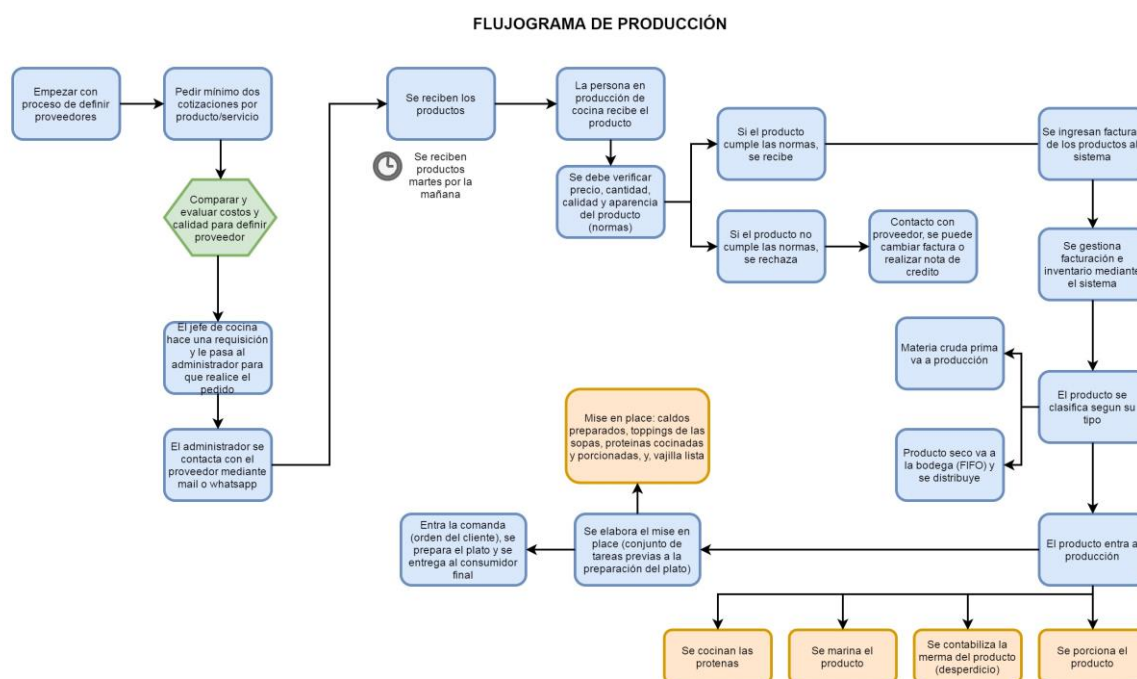 FLUJOGRAMA DE PRODUCCIÓN
Empezar con
proceso de definir
proveedores
Pedir mínimo dos
cotizaciones por
producto/servicio
Comparar y
evaluar costos y
calidad para definir
proveedor
El jefe de cocina
hace una requisición
y le pasa al
administrador para
que realice el
pedido
El administrador se
contacta con el
proveedor mediante
mail o whatsapp
Se reciben los
productos
Se reciben
productos
martes por la
mañana
La persona en
producción de
cocina recibe el
producto
Se debe verificar
precio, cantidad,
calidad y aparencia
del producto
(normas)
Si el producto
cumple las normas,
se recibe
Si el producto no
cumple las normas,
se rechaza
Contacto con
proveedor, se puede
cambiar factura o
realizar nota de
credito
Se ingresan facturas
de los productos al
sistema
Se gestiona
facturación e
inventario mediante
el sistema
El producto se
clasifica segun su
tipo
Materia cruda prima
va a producción
Producto seco va a
la bodega (FIFO) y
se distribuye
El producto entra a
producción
Se elabora el mise en
place (conjunto de
tareas previas a la
preparación del plato)
Mise en place: caldos
preparados, toppings de las
sopas, proteinas cocinadas
y porcionadas, y, vajilla lista
Entra la comanda
(orden del cliente), se
prepara el plato y se
entrega al consumidor
final
Se cocinan las
protenas
Se marina el
producto
Se contabiliza la
merma del producto
(desperdicio)
Se porciona el
producto